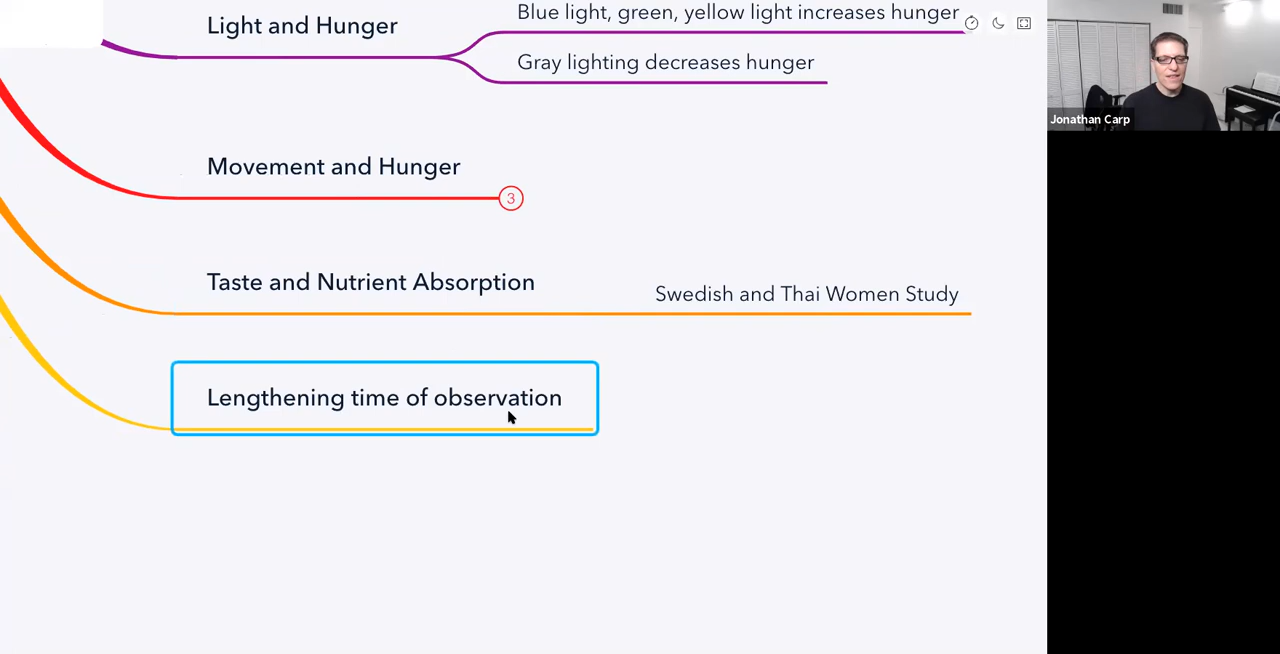 Blue light, green, yellow light increases hunger
Light and Hunger
Gray lighting decreases hunger
Jonathan Carp
Movement and Hunger
3
Taste and Nutrient Absorption
Swedish and Thai Women Study
Lengthening time of observation